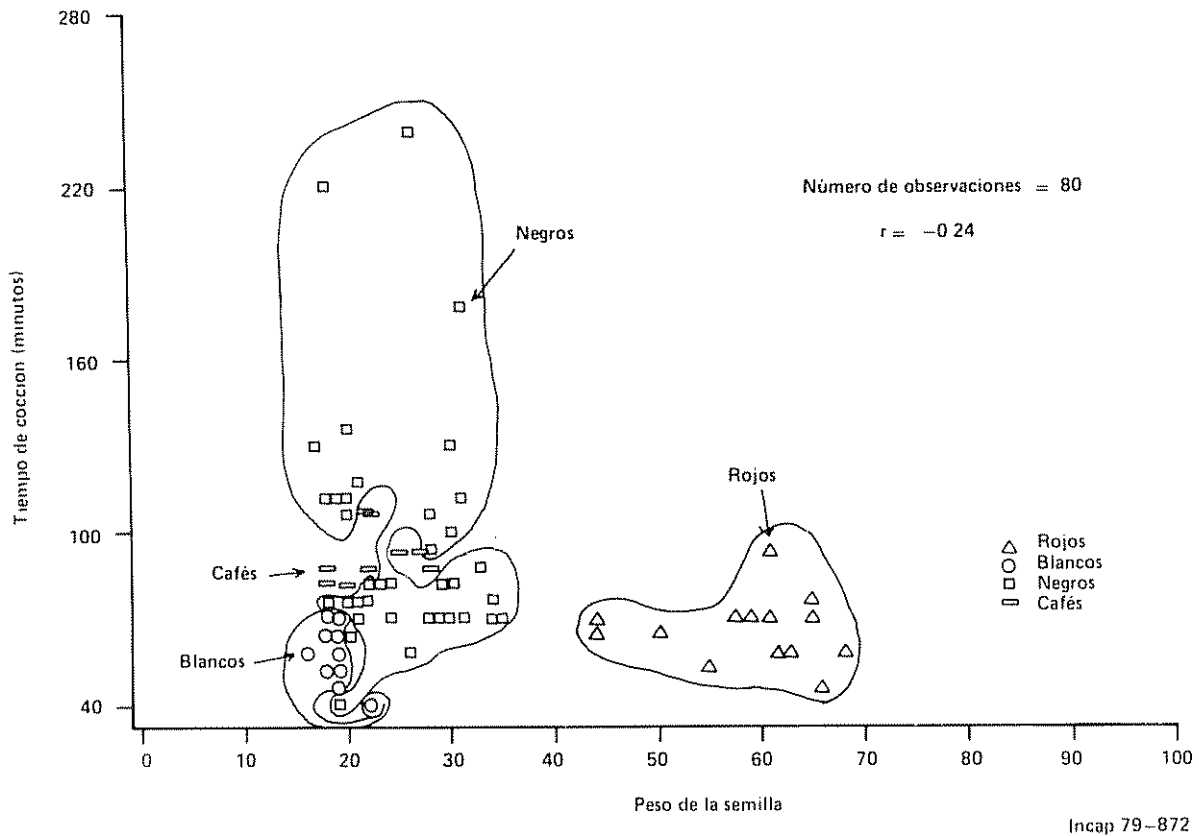 280
220
160
100
40
Tiempo de cocción (minutos)
Negros
Número de observaciones = 80
r = -0 24
Rojos
Cafés
Blancos
Rojos
Blancos
Negros
Cafés
0 10 20 30 40 50 60 70 80 90 100
Peso de la semilla
Incap 79-872